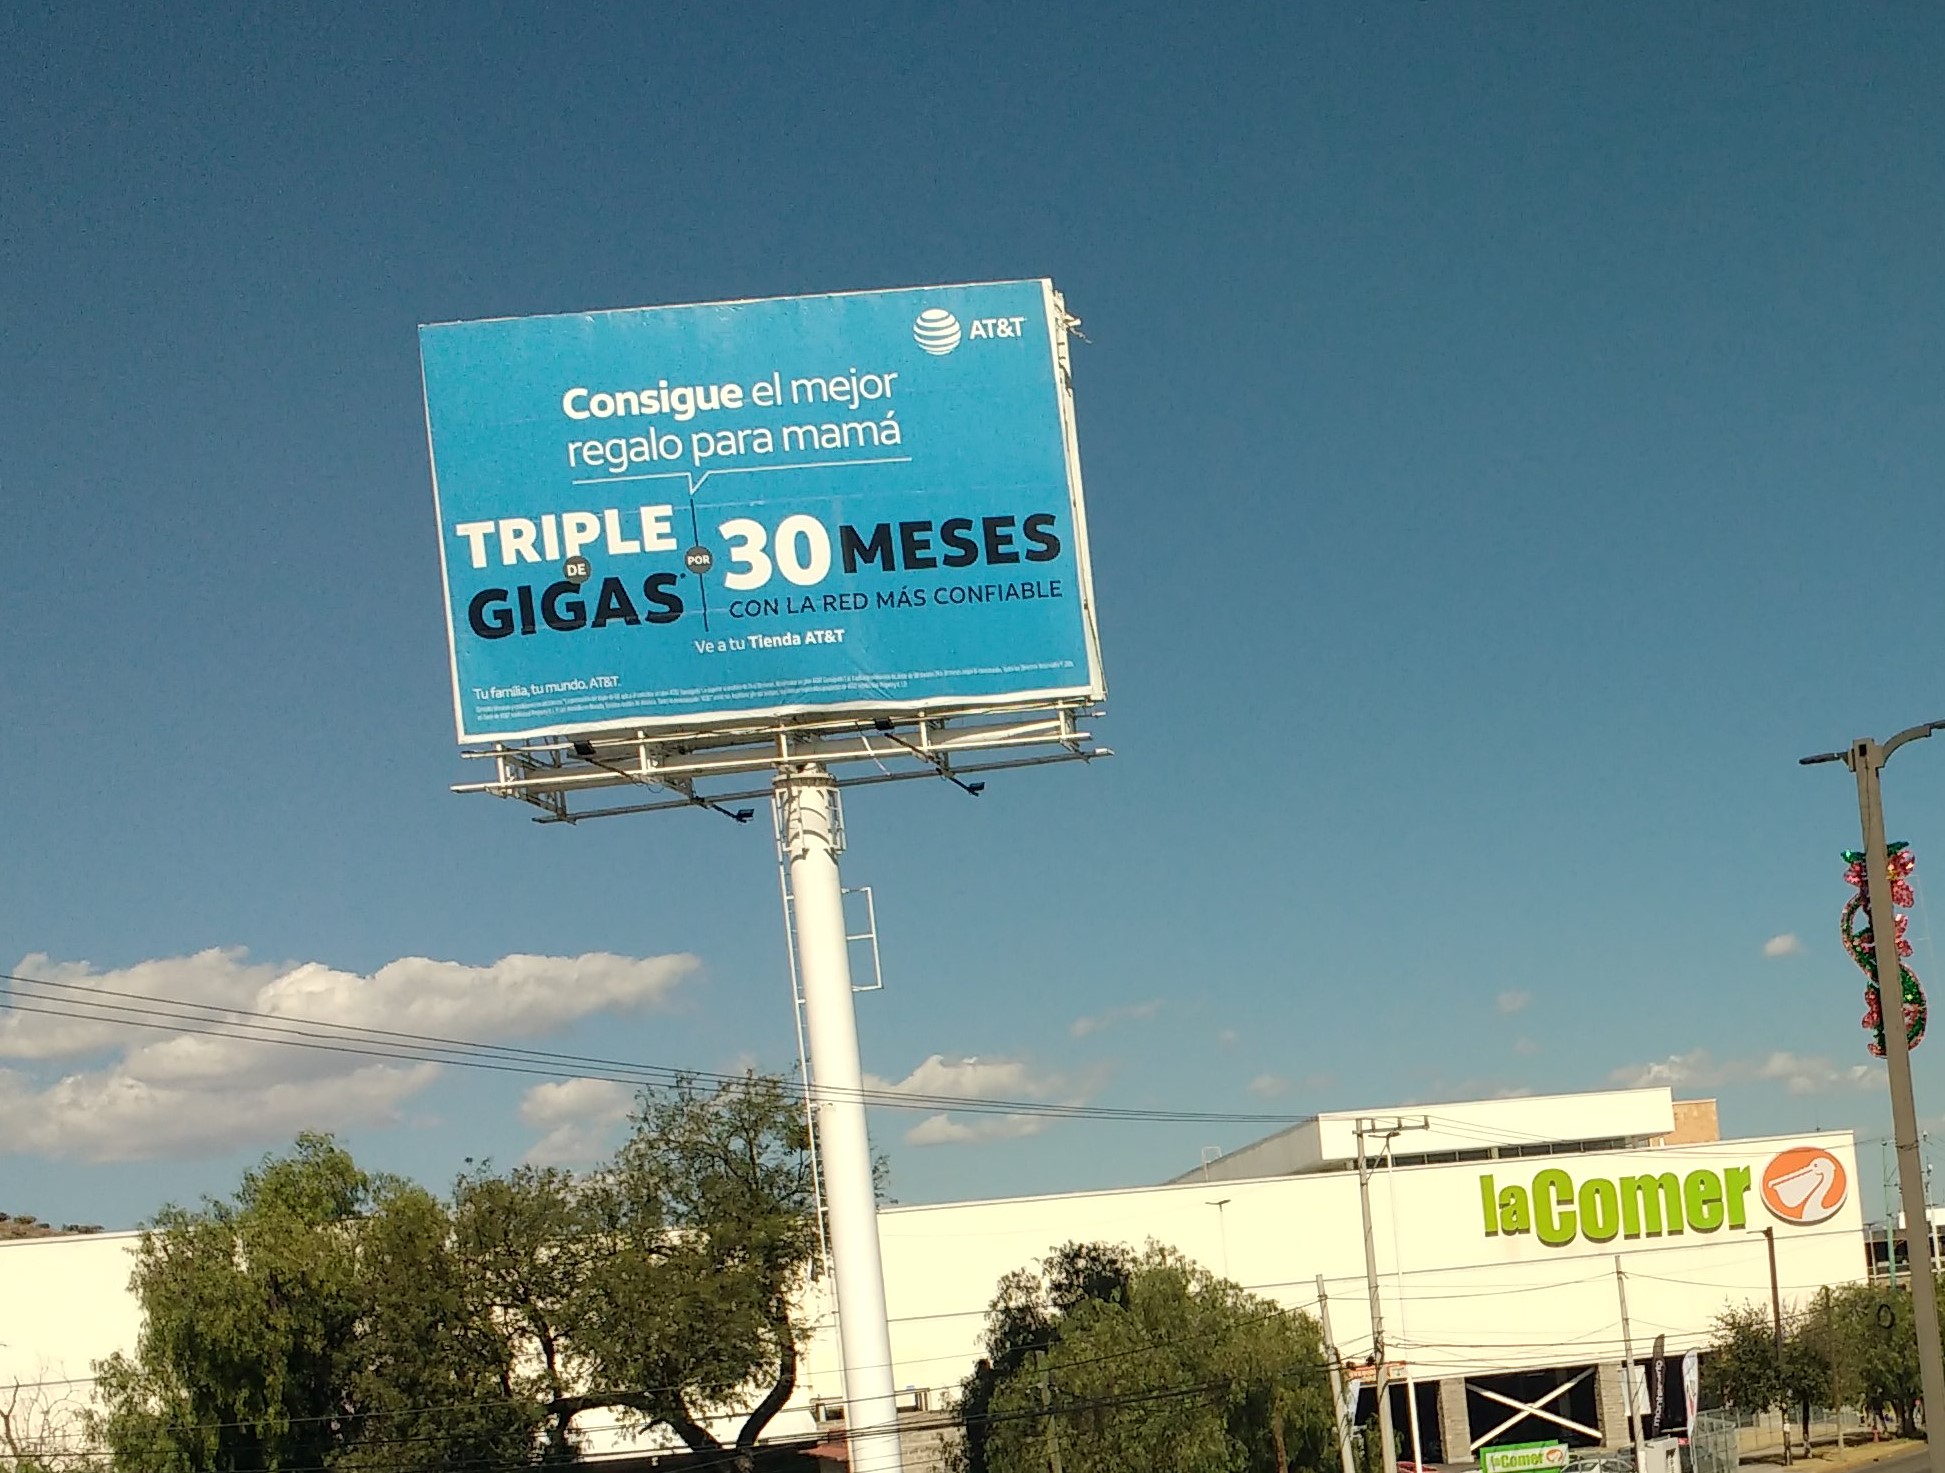 AT&T
Consigue el mejor
regalo para mamá
TRIPLE
DE
GIGAS*
POR
30 MESES
CON LA RED MÁS CONFIABLE
Ve a tu Tienda AT&T
Tu familia, tu mundo. AT&T.
laComer
laComer